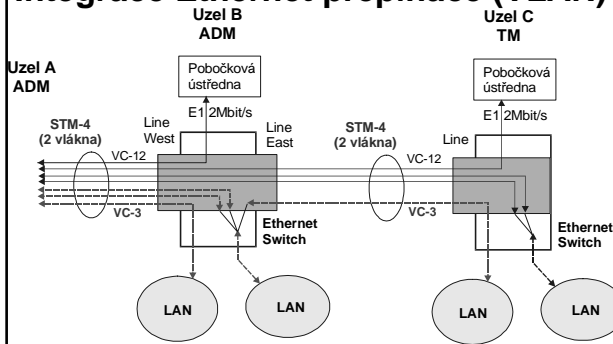 Integrace Ethernet přepínače (VLAN)
Uzel B
ADM
Uzel C
TM
Uzel A
ADM
Pobočková
ústředna
Pobočková
ústředna
E1 2Mbit/s
E1 2Mbit/s
STM-4
(2 vlákna)
Line
West
Line
East
STM-4
(2 vlákna)
Line
VC-12
VC-12
VC-3
VC-3
Ethernet
Switch
Ethernet
Switch
LAN
LAN
LAN
LAN